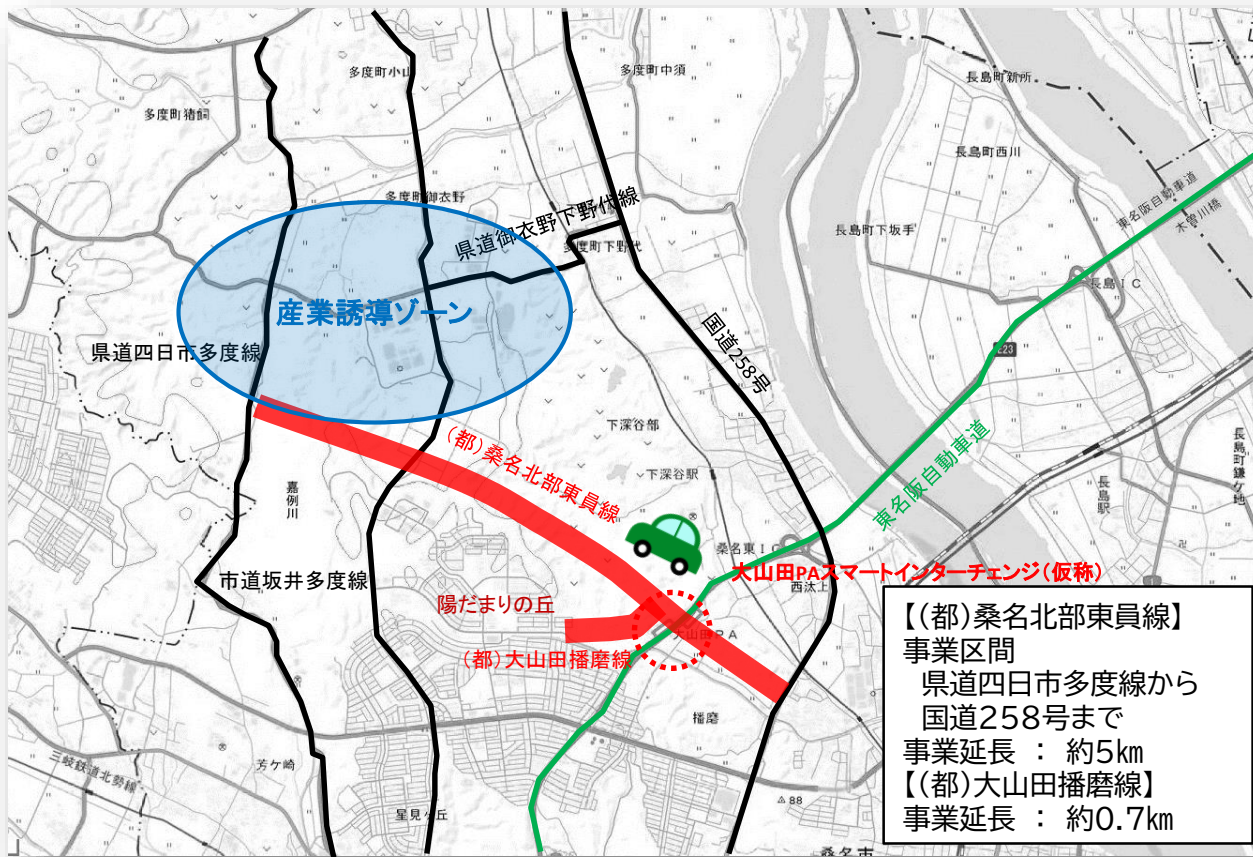 多度町小山
多度町中須
長島町新所
多度町猪飼
長島町西川
多度町御衣野
県道御衣野下野代線
多度町下野代
長島町下坂手
東名阪自動車道
木曽川橋
長島IC
産業誘導ゾーン
国道258号
県道四日市多度線
E23
下深谷部
(都)桑名北部東員線
下深谷駅
東名阪自動車道
長島町鎌ケ地
長島駅
嘉例川
桑名東IC
大山田PAスマートインターチェンジ(仮称)
市道坂井多度線
西汰上
陽だまりの丘
大山田PA
(都)大山田播磨線
播磨
三岐鉄道北勢線
芳ケ崎
星見ヶ丘
88
桑名市
【(都)桑名北部東員線】
事業区間
県道四日市多度線から
国道258号まで
事業延長 : 約5km
【(都)大山田播磨線】
事業延長 : 約0.7km